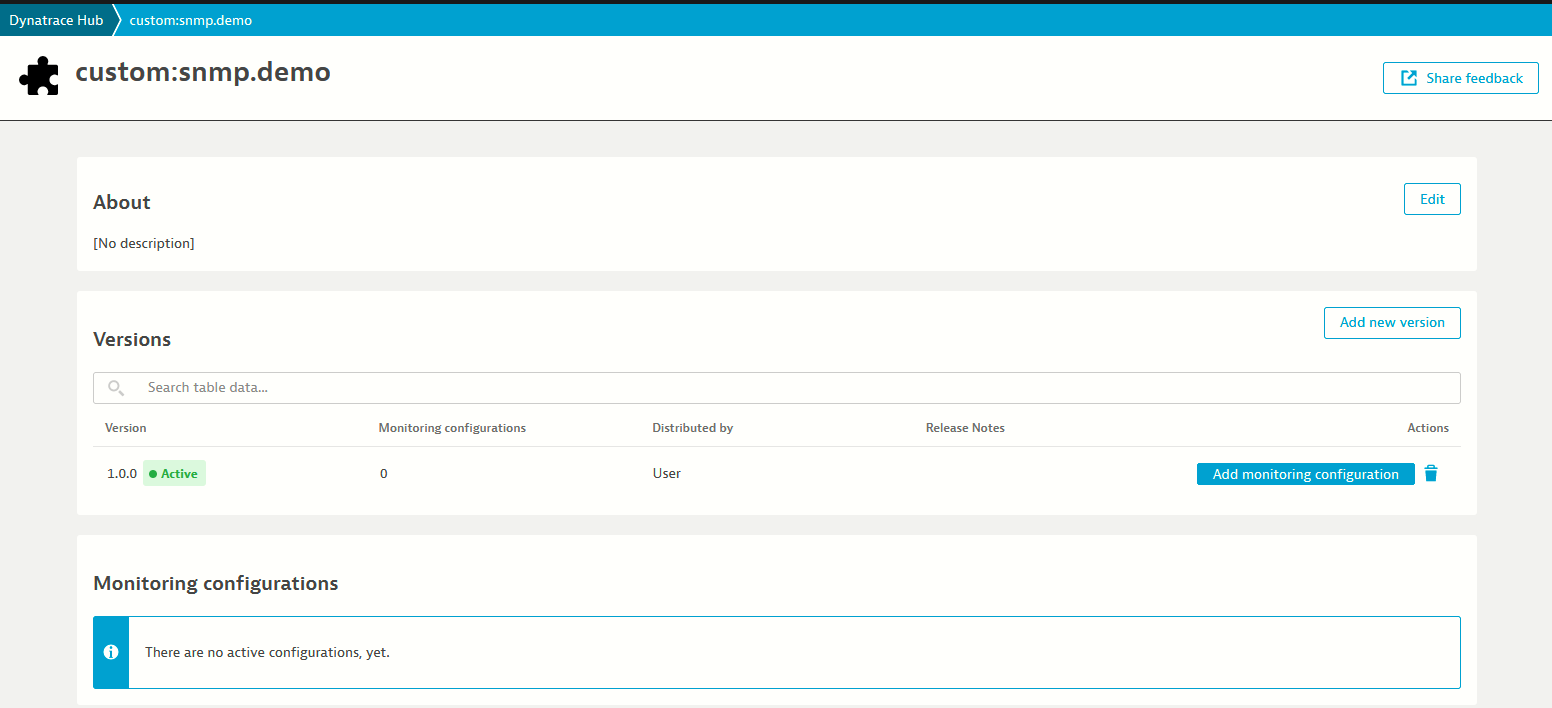 Dynatrace Hub custom:snmp.demo
custom:snmp.demo
Share feedback
About
Edit
[No description]
Versions
Add new version
Search table data...
Version Monitoring configurations Distributed by Release Notes Actions
1.0.0 Active 0 User Add monitoring configuration
Monitoring configurations
There are no active configurations, yet.